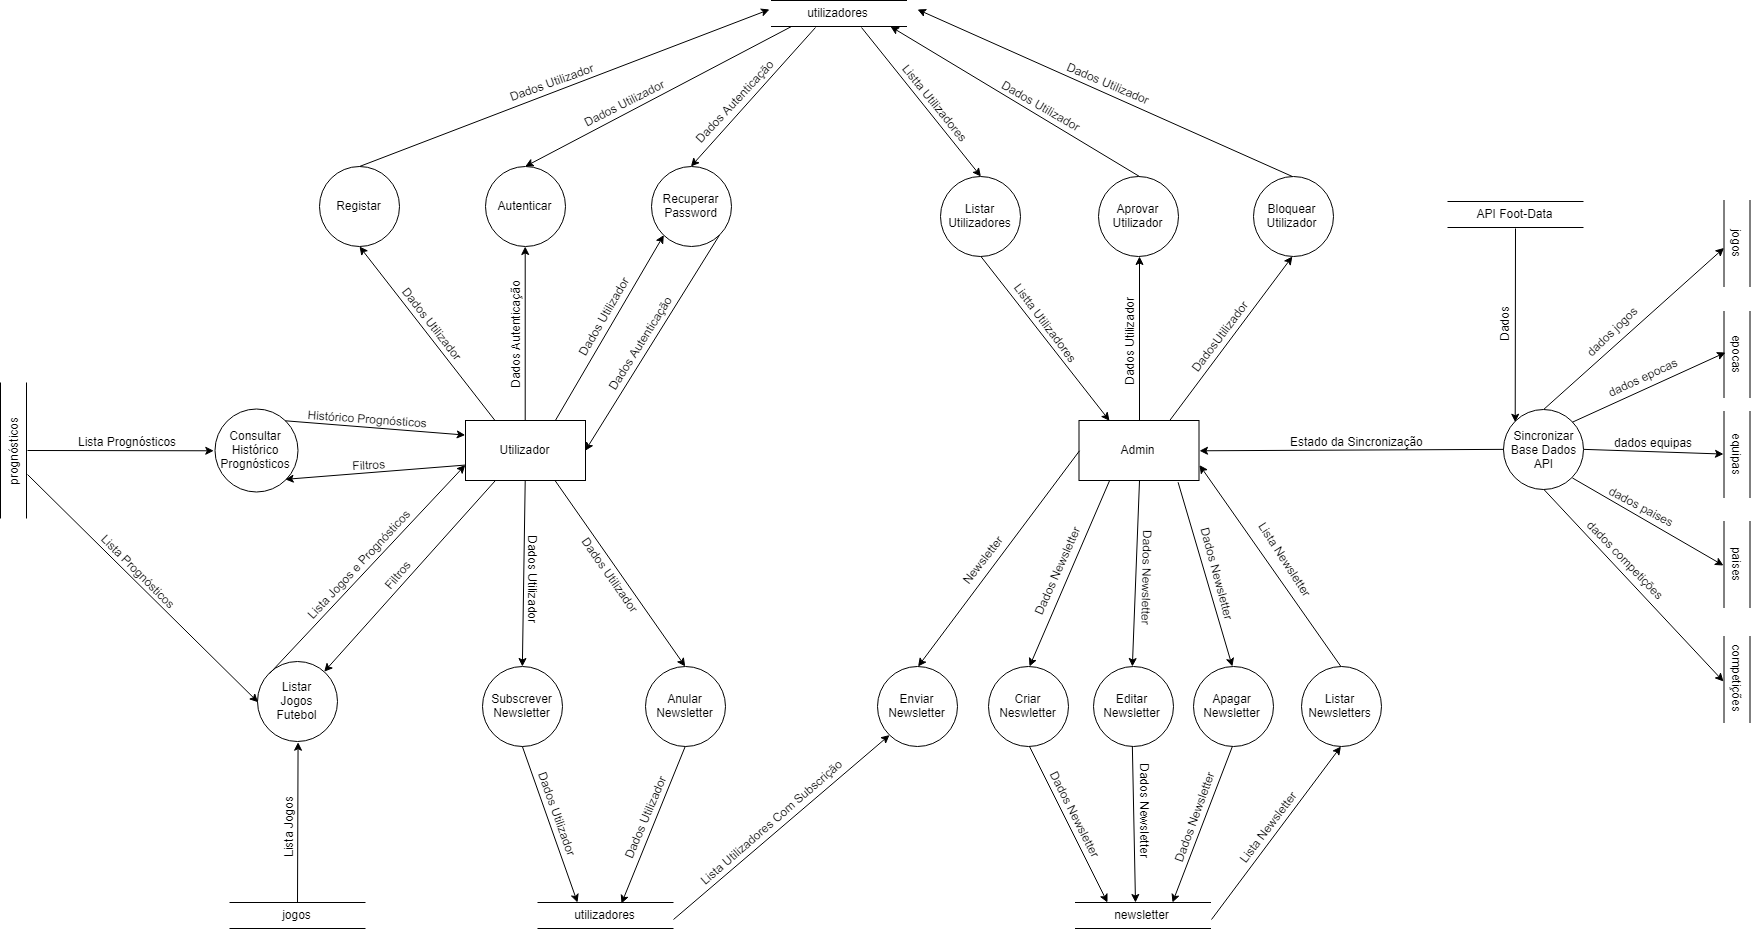 utilizadores
Dados Utilizador
Dados Utilizador
Dados Autenticação
Listta Utilizadores
Dados Utilizador
Dados Utilizador
Registar
Autenticar
Recuperar
Password
Listar
Utilizadores
Aprovar
Utilizador
Bloquear
Utilizador
API Foot-Data
jogos
Dados Utilizador
Dados Autenticação
Dados Utilizador
Dados Autenticação
Listta Utilizadores
Dados Utilizador
DadosUtilizador
Dados
dados jogos
epocas
dados epocas
prognósticos
Lista Prognósticos
Consultar
Histórico
Prognósticos
Histórico Prognósticos
Filtros
Utilizador
Admin
Estado da Sincronização
Sincronizar
Base Dados
API
dados equipas
equipas
dados paises
paises
dados competições
competições
Lista Prognósticos
Lista Jogos e Prognósticos
Filtros
Dados Utilizador
Dados Utilizador
Newsletter
Dados Newsletter
Dados Newsletter
Dados Newsletter
Lista Newsletter
Listar
Jogos
Futebol
Subscrever
Newsletter
Anular
Newsletter
Enviar
Newsletter
Criar
Neswletter
Editar
Newsletter
Apagar
Newsletter
Listar
Newsletters
Lista Jogos
Dados Utilizador
Dados Utilizador
Lista Utilizadores Com Subscrição
Dados Newsletter
Dados Newsletter
Dados Newsletter
Lista Newsletter
jogos
utilizadores
newsletter